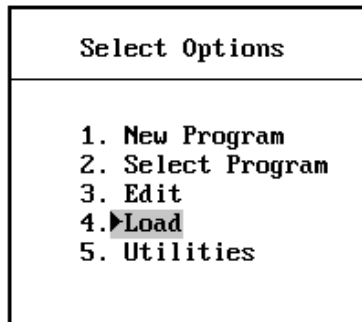 Select Options
1. New Program
2. Select Program
3. Edit
4.▶Load
5. Utilities